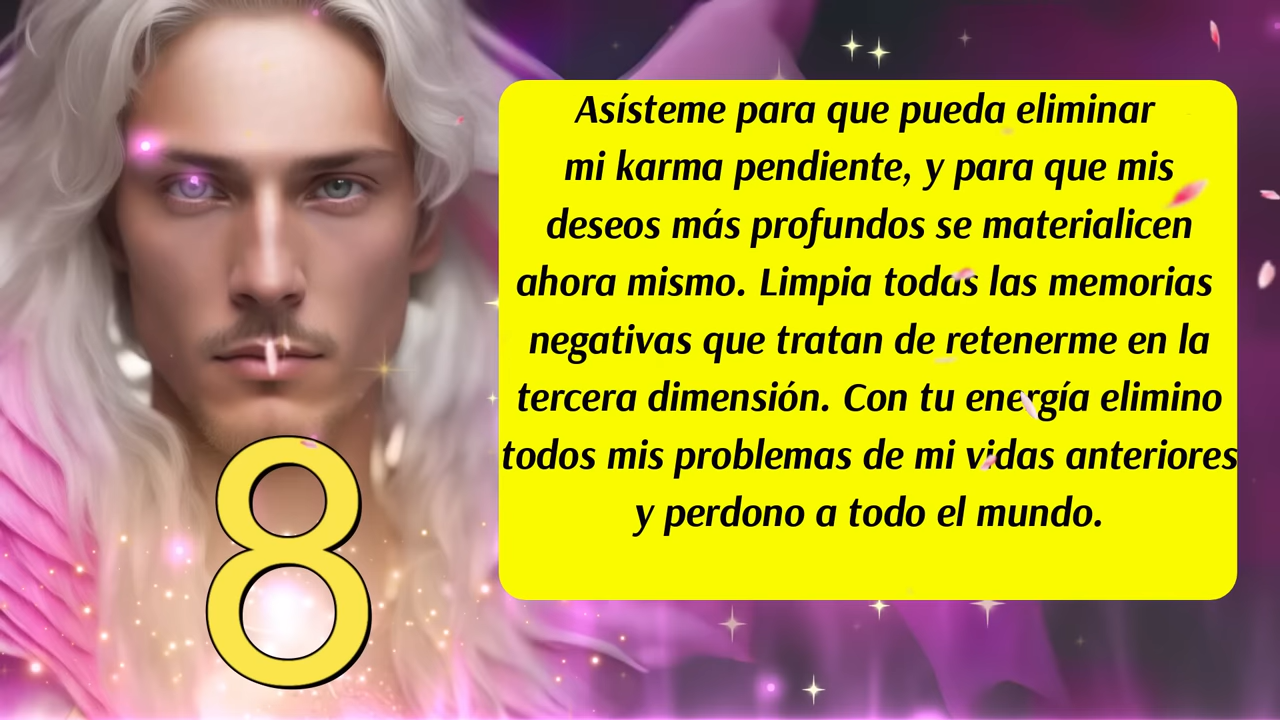 Asísteme para que pueda eliminar
mi karma pendiente, y para que mis
deseos más profundos se materialicen
ahora mismo. Limpia todas las memorias
negativas que tratan de retenerme en la
tercera dimensión. Con tu energía elimino
todos mis problemas de mi vidas anteriores
y perdono a todo el mundo.
8